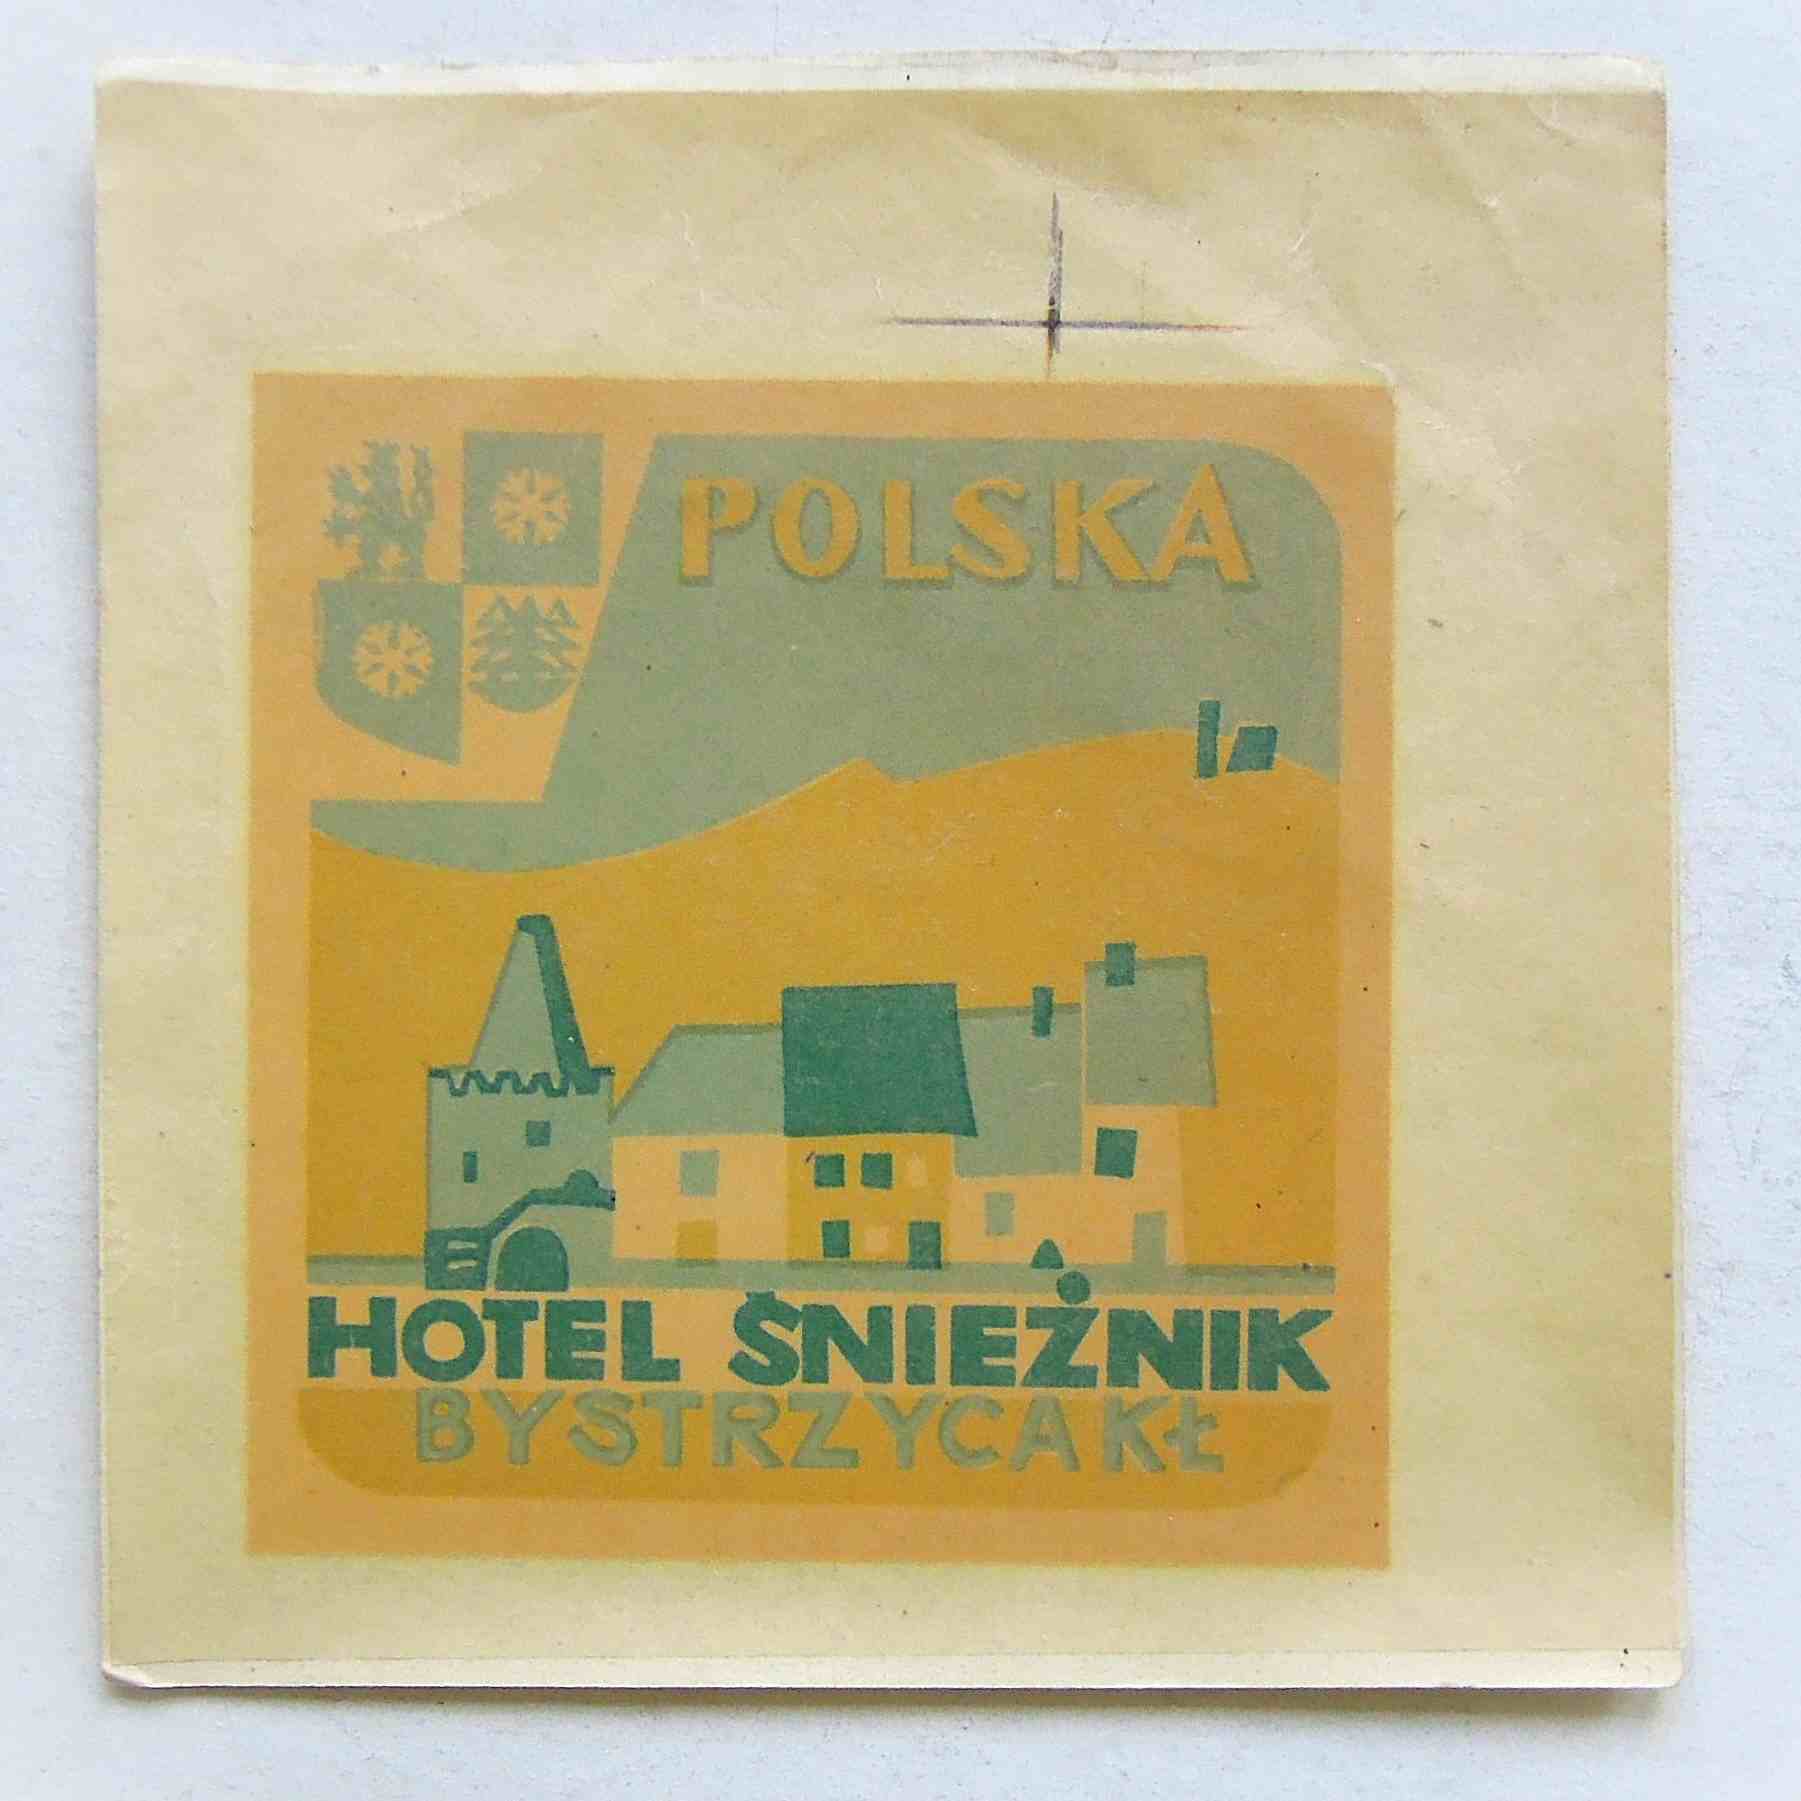 POLSKA
HOTEL ŚNIEŻNIK
BYSTRZYCA KŁ